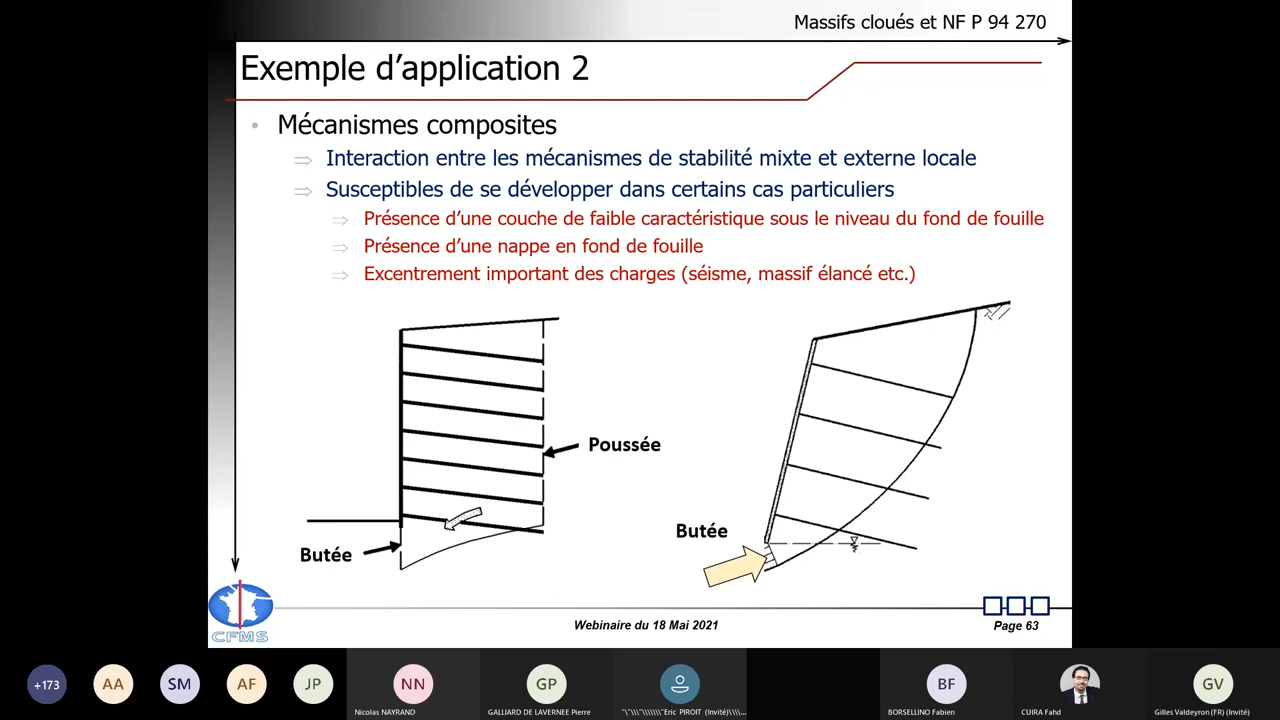 Massifs cloués et NF P 94 270
Exemple d’application 2
Mécanismes composites
Interaction entre les mécanismes de stabilité mixte et externe locale
Susceptibles de se développer dans certains cas particuliers
Présence d’une couche de faible caractéristique sous le niveau du fond de fouille
Présence d’une nappe en fond de fouille
Excentrement important des charges (séisme, massif élancé etc.)
Poussée
Butée
Butée
CFMS
Webinaire du 18 Mai 2021
Page 63
+173
AA
SM
AF
JP
NN
GP
BF
GV
Nicolas NAYRAND
GALLIARD DE LAVERNEE Pierre
"\"\\\"\\\\\\\"Eric PIROIT (Invité)\\\\...
BORSELLINO Fabien
CUIRA Fahd
Gilles Valdeyron (FR) (Invité)